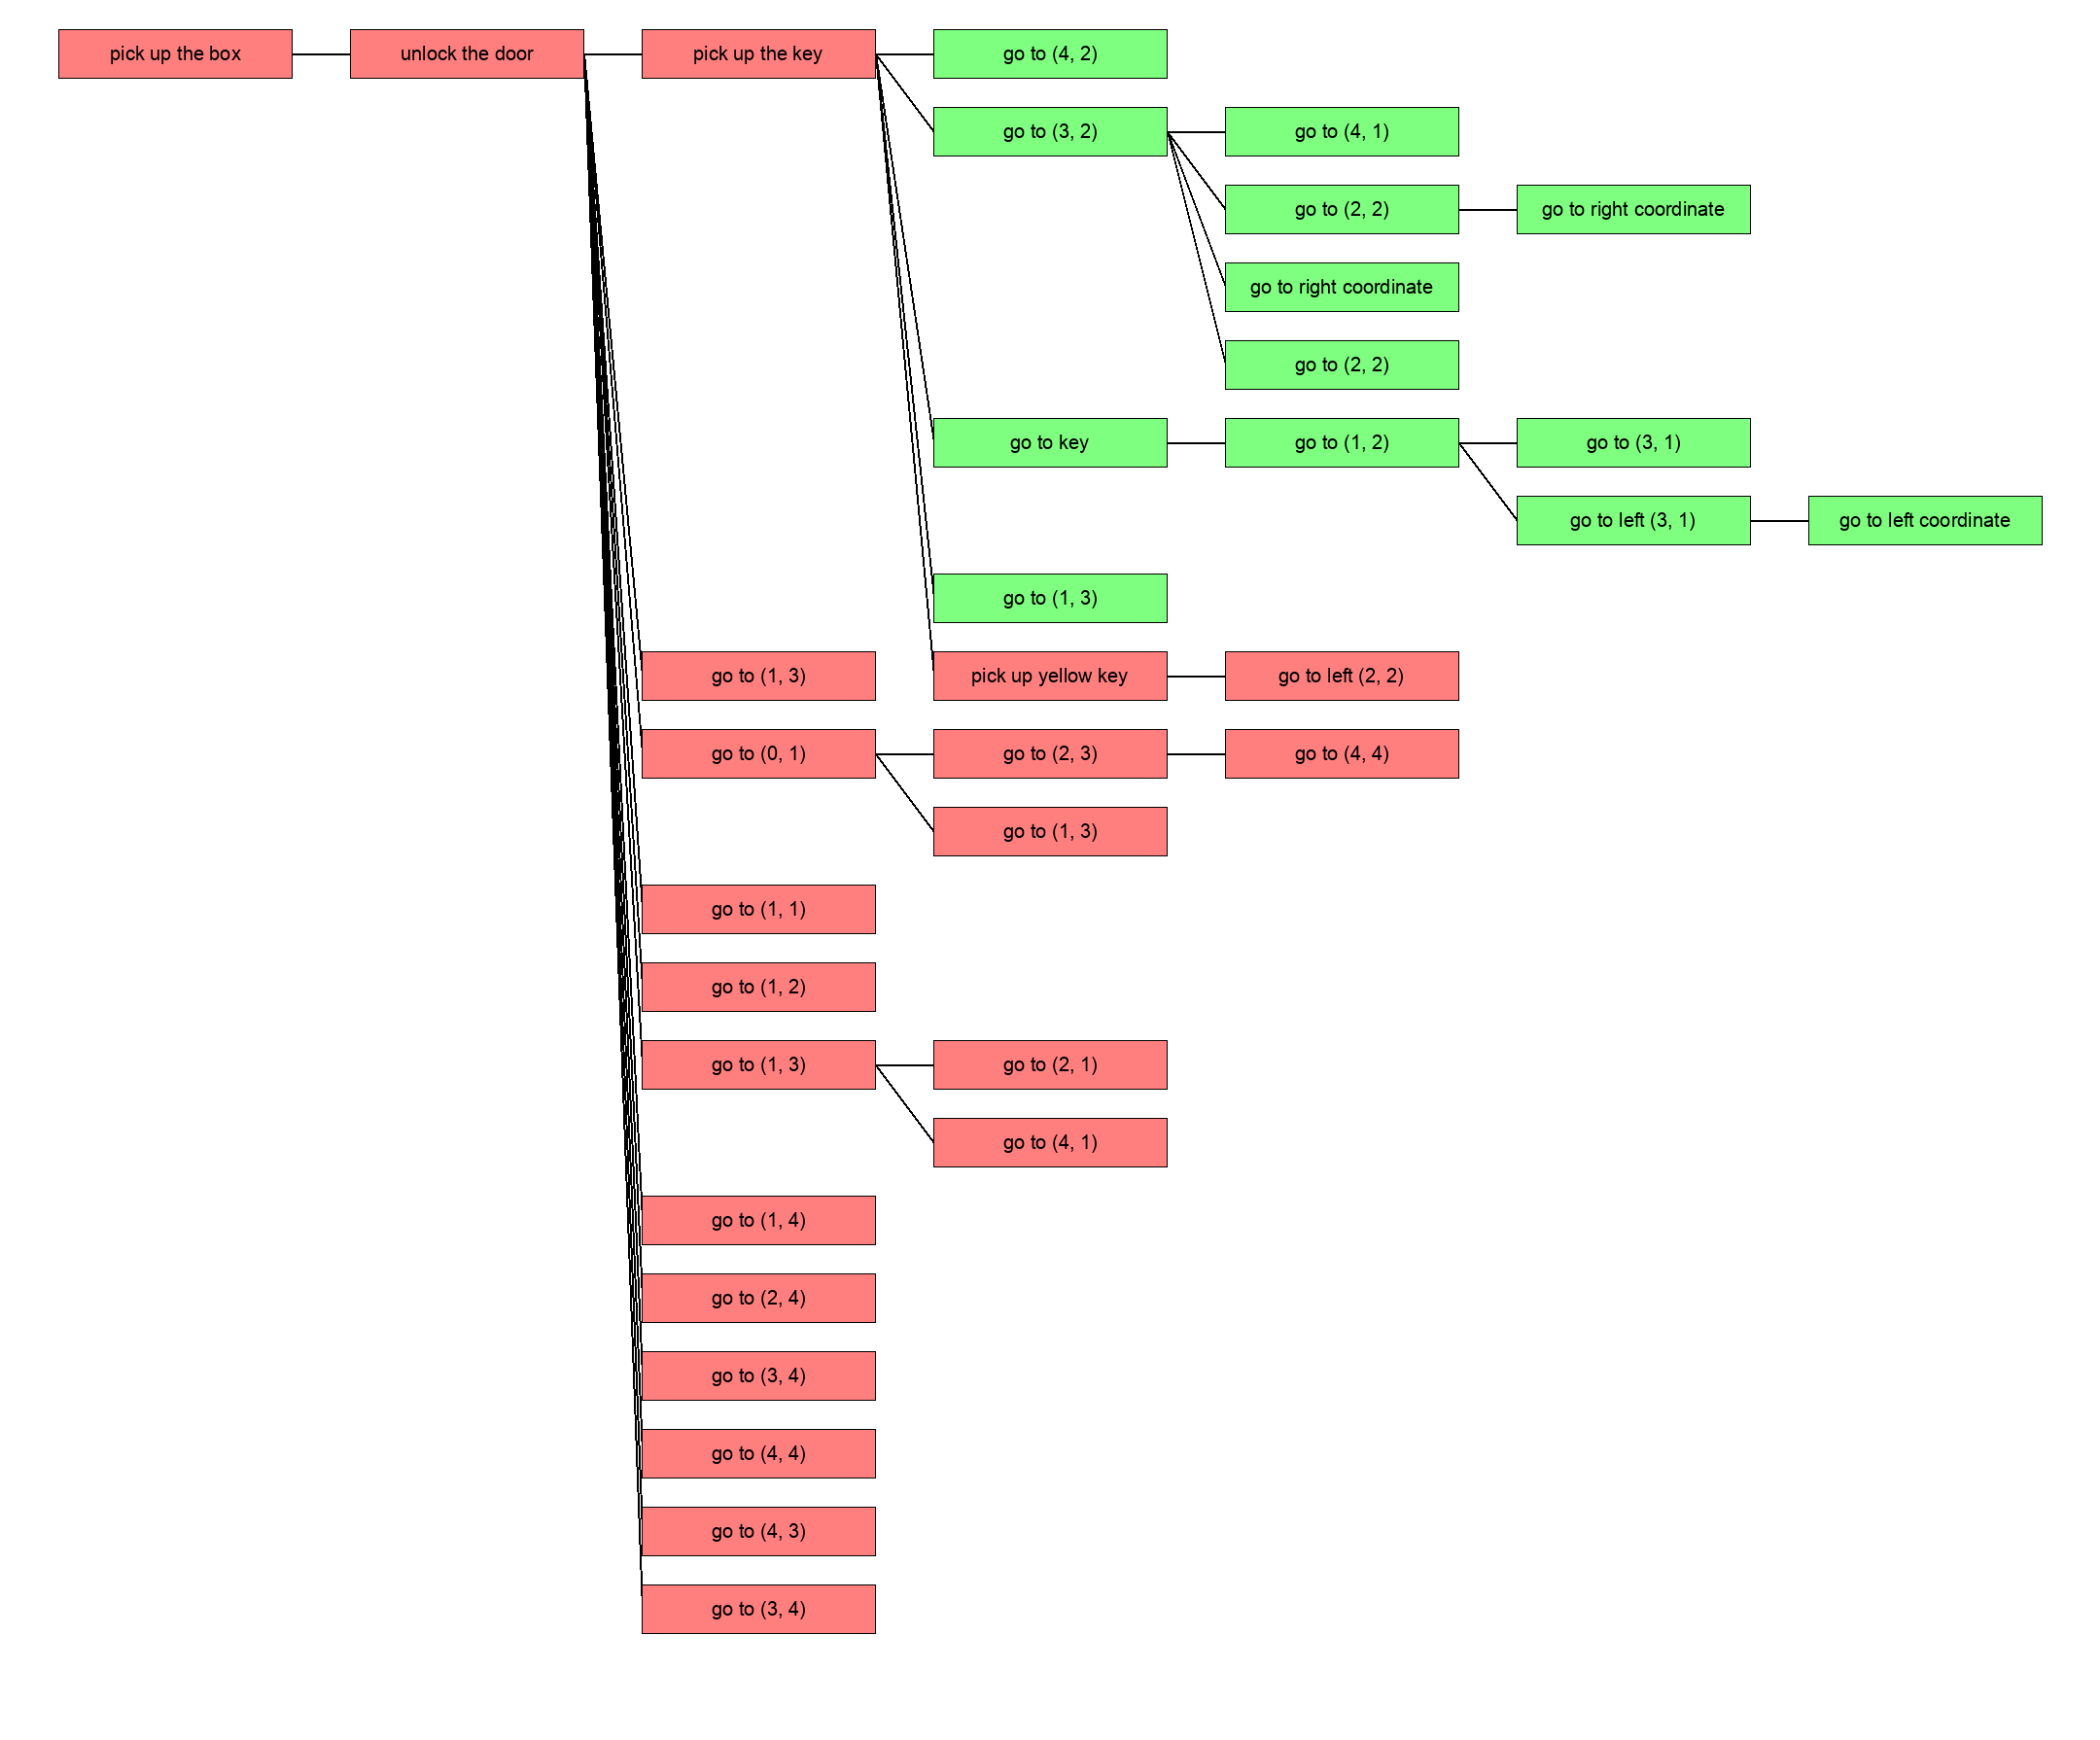 pick up the box
unlock the door
pick up the key
go to (4, 2)
go to (3, 2)
go to (4, 1)
go to (2, 2)
go to right coordinate
go to right coordinate
go to (2, 2)
go to key
go to (1, 2)
go to (3, 1)
go to left (3, 1)
go to left coordinate
go to (1, 3)
go to (1, 3)
pick up yellow key
go to left (2, 2)
go to (0, 1)
go to (2, 3)
go to (4, 4)
go to (1, 3)
go to (1, 1)
go to (1, 2)
go to (1, 3)
go to (2, 1)
go to (4, 1)
go to (1, 4)
go to (2, 4)
go to (3, 4)
go to (4, 4)
go to (4, 3)
go to (3, 4)